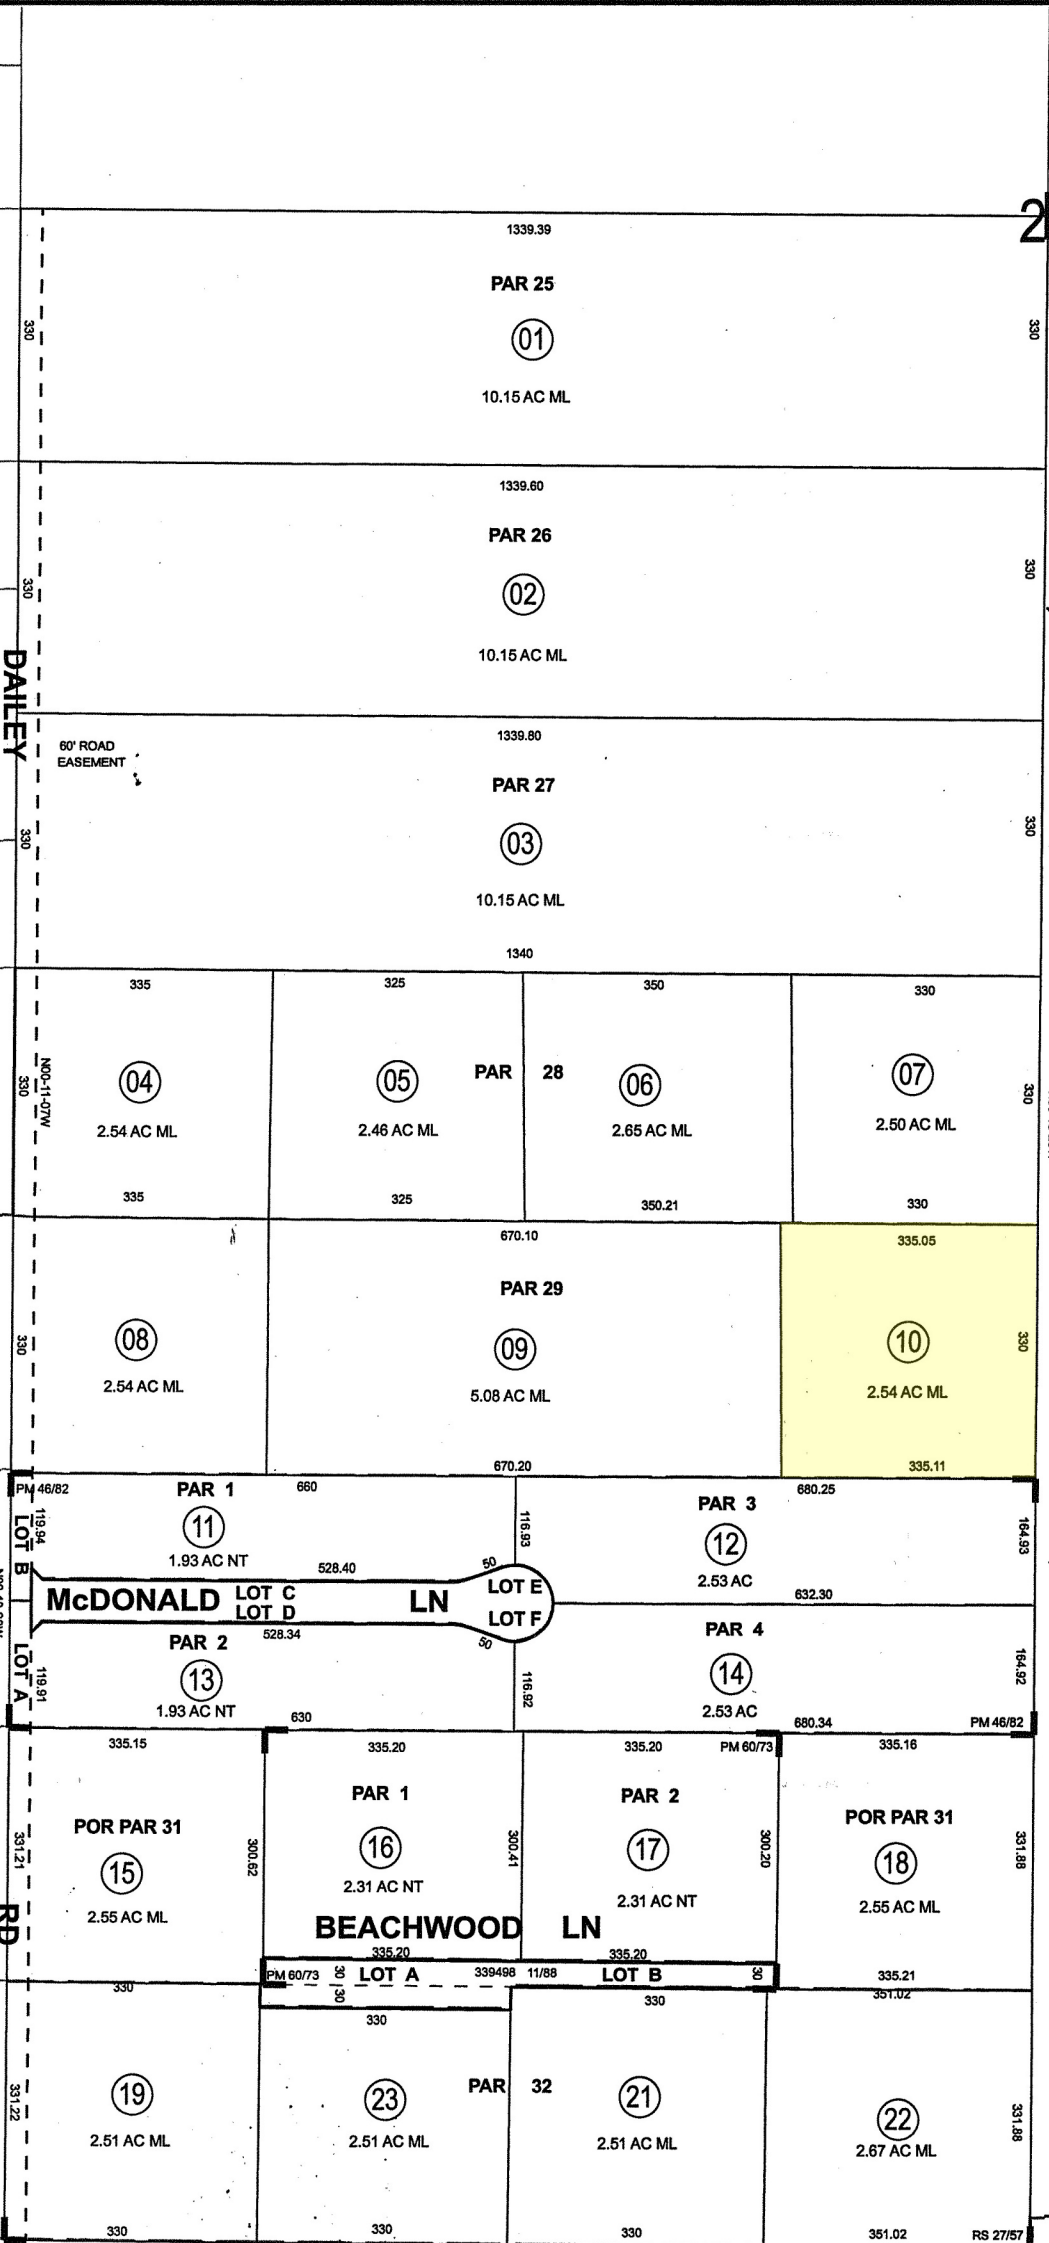 2
1339.39
PAR 25
330
01
330
10.15 AC ML
1339.60
PAR 26
330
02
330
10.15 AC ML
DAILEY
1339.80
60' ROAD
EASEMENT
PAR 27
330
03
330
10.15 AC ML
1340
335
325
350
330
N00-11-07W
330
04
05
PAR 28
06
07
330
2.54 AC ML
2.46 AC ML
2.65 AC ML
2.50 AC ML
335
325
350.21
330
670.10
335.05
PAR 29
330
08
09
10
330
2.54 AC ML
5.08 AC ML
2.54 AC ML
670.20
335.11
PM 46/82
PAR 1
660
680.25
119.94
LOT B
11
116.93
PAR 3
12
164.93
1.93 AC NT
528.40
50
2.53 AC
McDONALD LN
LOT C
LOT D
LOT E
LOT F
632.30
528.34
50
PAR 2
PAR 4
LOT A
119.91
13
116.92
14
164.92
1.93 AC NT
2.53 AC
630
680.34
PM 46/82
335.15
335.20
335.20
PM 60/73
335.16
PAR 1
PAR 2
POR PAR 31
POR PAR 31
331.21
15
300.62
16
300.41
17
300.20
18
331.88
2.55 AC ML
2.31 AC NT
2.31 AC NT
2.55 AC ML
RD
BEACHWOOD LN
335.20
335.20
PM 60/73
30
LOT A
339498 11/88
LOT B
30
335.21
330
30
330
351.02
330
331.22
19
23
PAR 32
21
22
331.88
2.51 AC ML
2.51 AC ML
2.51 AC ML
2.67 AC ML
330
330
330
351.02
RS 27/57